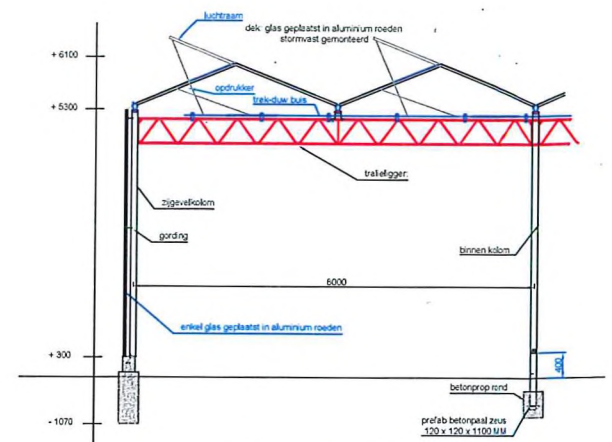 luchtraam
dek: glas geplaatst in aluminium roeden
stormvast gemonteerd
+ 6100
opdrukker
trek-duw buis
+ 5300
tralieligger:
zijgevelkolom
gording
binnen kolom
6000
enkel glas geplaatst in aluminium roeden
+ 300
400
betonprop rond
- 1070
prefab betonpaal zeus
120 x 120 x 1100 MM